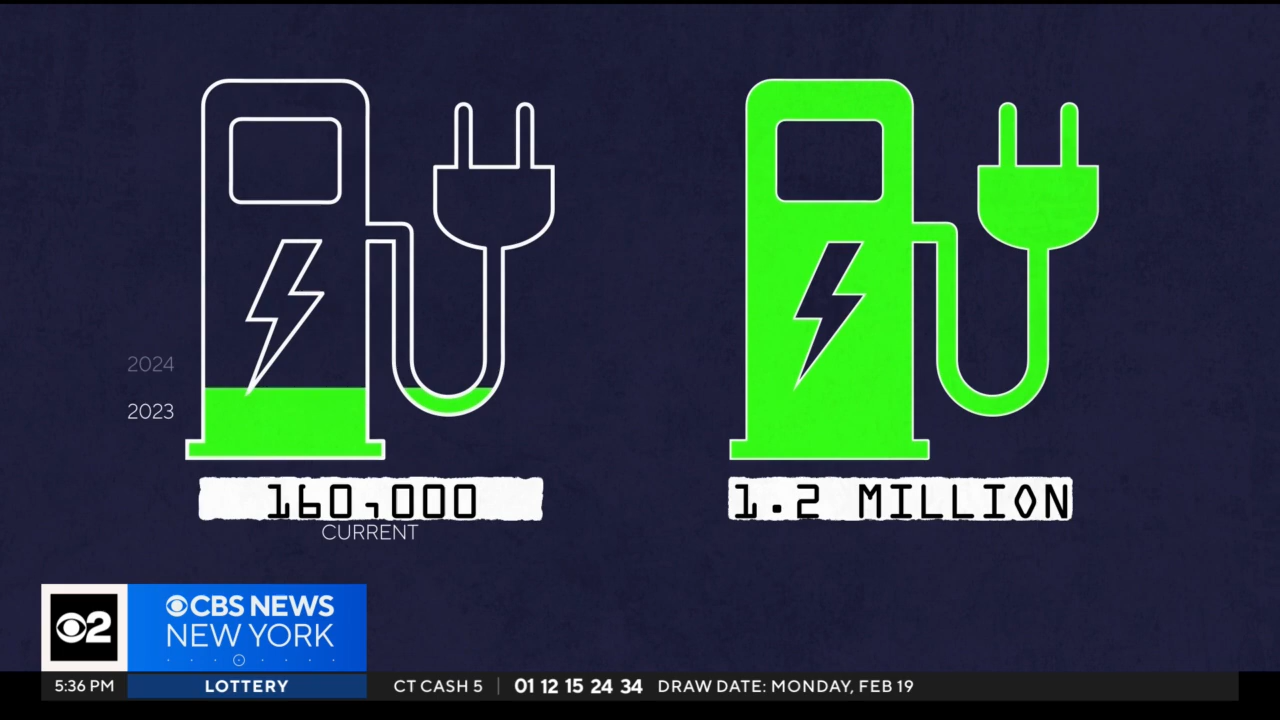 2024
2023
160,000
CURRENT
1.2 MILLION
2
CBS NEWS
NEW YORK
5:36 PM
LOTTERY
CT CASH 5 | 01 12 15 24 34 DRAW DATE: MONDAY, FEB 19